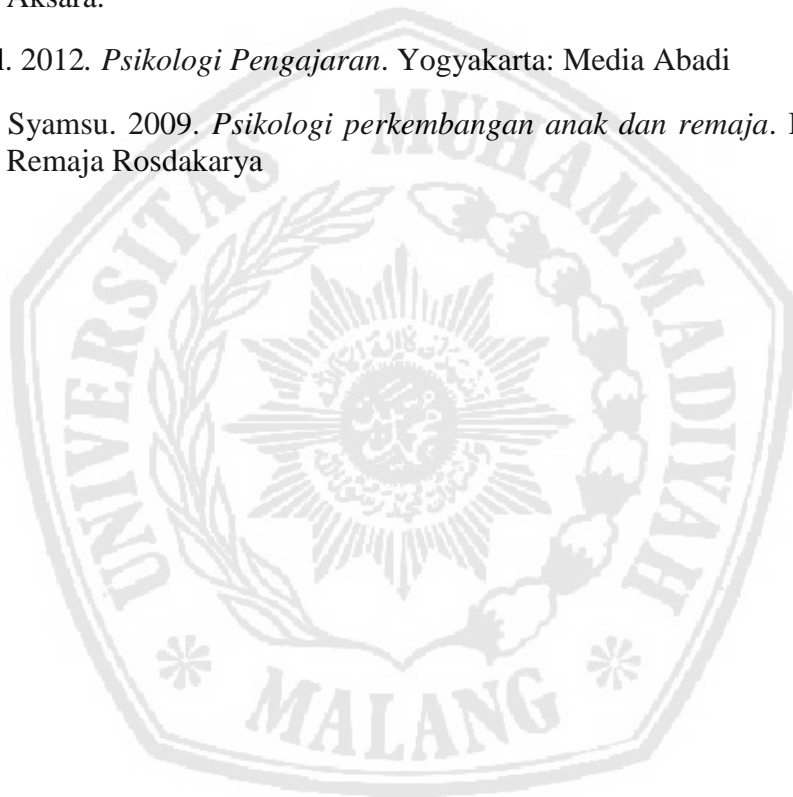 Aksara.
l. 2012. Psikologi Pengajaran. Yogyakarta: Media Abadi
Syamsu. 2009. Psikologi perkembangan anak dan remaja.
Remaja Rosdakarya
UNIVERSITAS MUHAMMADIYAH
MALANG